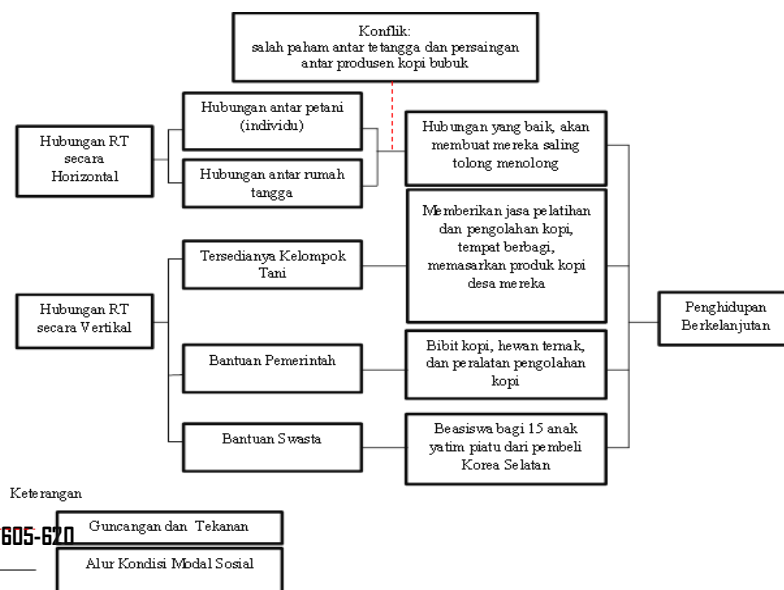 Konflik:
salah paham antar tetangga dan persaingan
antar produsen kopi bubuk
Hubungan RT
secara
Horizontal
Hubungan antar petani
(individu)
Hubungan antar rumah
tangga
Hubungan yang baik, akan
membuat mereka saling
tolong menolong
Hubungan RT
secara Vertikal
Tersedianya Kelompok
Tani
Memberikan jasa pelatihan
dan pengolahan kopi,
tempat berbagi,
memasarkan produk kopi
desa mereka
Bantuan Pemerintah
Bibit kopi, hewan ternak,
dan peralatan pengolahan
kopi
Bantuan Swasta
Beasiswa bagi 15 anak
yatim piatu dari pembeli
Korea Selatan
Penghidupan
Berkelanjutan
Keterangan
605-620
Guncangan dan Tekanan
Alur Kondisi Modal Sosial